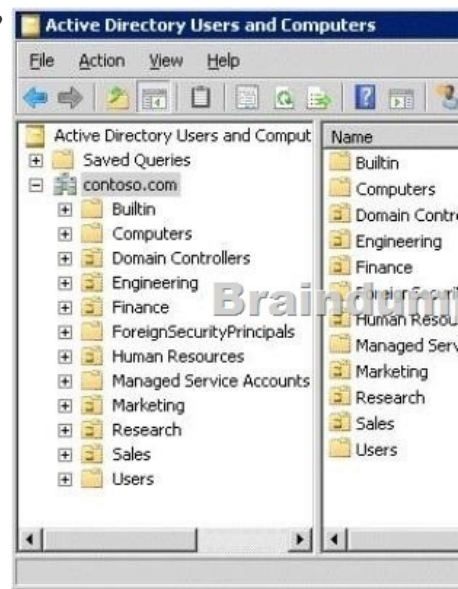 Active Directory Users and Computers
File Action View Help
Active Directory Users and Comput
Saved Queries
contoso.com
Builtin
Computers
Domain Controllers
Engineering
Finance
ForeignSecurityPrincipals
Human Resources
Managed Service Accounts
Marketing
Research
Sales
Users
Name
Builtin
Computers
Domain Contr
Engineering
Finance
Human Resou
Managed Serv
Marketing
Research
Sales
Users